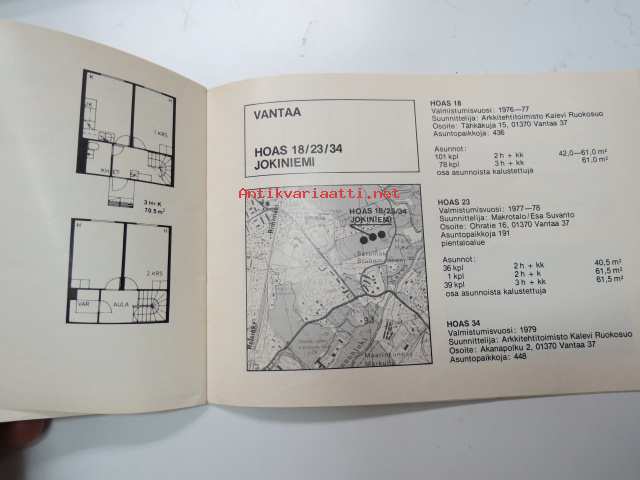 K
H
1.KRS
WC
KH ET
3 H+K
70.5 m²
H
H
2.KRS
VAR
AULA
VANTAA
HOAS 18/23/34
JOKINIEMI
Antikvariaatti.net
HOAS 18/23/34
JOKINIEMI
HOAS 18
Valmistumisvuosi: 1976—77
Suunnittelija: Arkkitehtitoimisto Kalevi Ruokosuo
Osoite: Tähkäkuja 15, 01370 Vantaa 37
Asuntopaikkoja: 436
Asunnot:
101 kpl 2 h + kk 42,0—61,0 m²
78 kpl 3 h + kk 61,0 m²
osa asunnoista kalustettuja
HOAS 23
Valmistumisvuosi: 1977—78
Suunnittelija: Makrotalo/Esa Suvanto
Osoite: Ohratie 16, 01370 Vantaa 37
Asuntopaikkoja 191
pientaloalue
Asunnot:
36 kpl 2 h + kk 40,5 m²
1 kpl 2 h + k 61,5 m²
39 kpl 3 h + kk 61,5 m²
osa asunnoista kalustettuja
HOAS 34
Valmistumisvuosi: 1979
Suunnittelija: Arkkitehtitoimisto Kalevi Ruokosuo
Osoite: Akanapolku 2, 01370 Vantaa 37
Asuntopaikkoja: 448